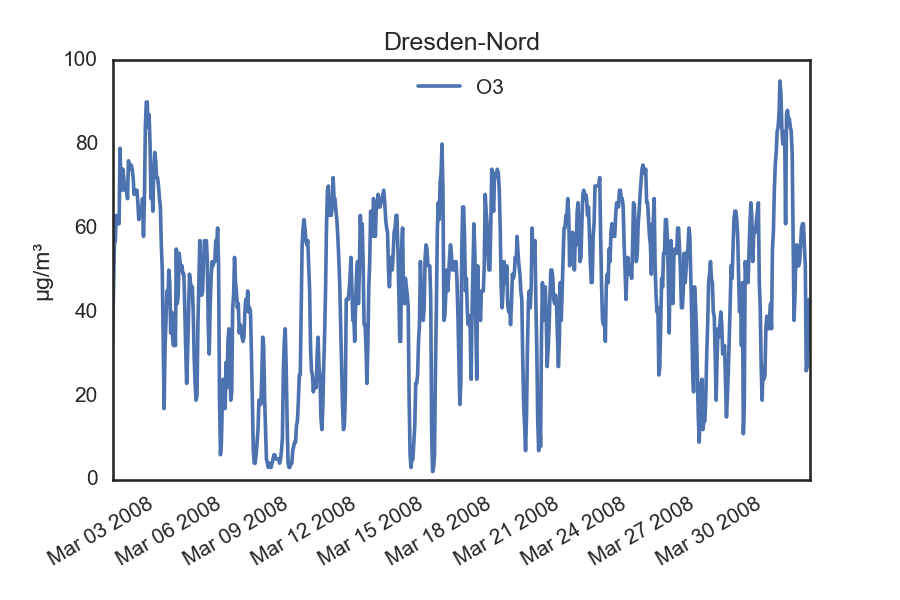 Dresden-Nord
O3
µg/m³
100
80
60
40
20
0
Mar 03 2008
Mar 06 2008
Mar 09 2008
Mar 12 2008
Mar 15 2008
Mar 18 2008
Mar 21 2008
Mar 24 2008
Mar 27 2008
Mar 30 2008